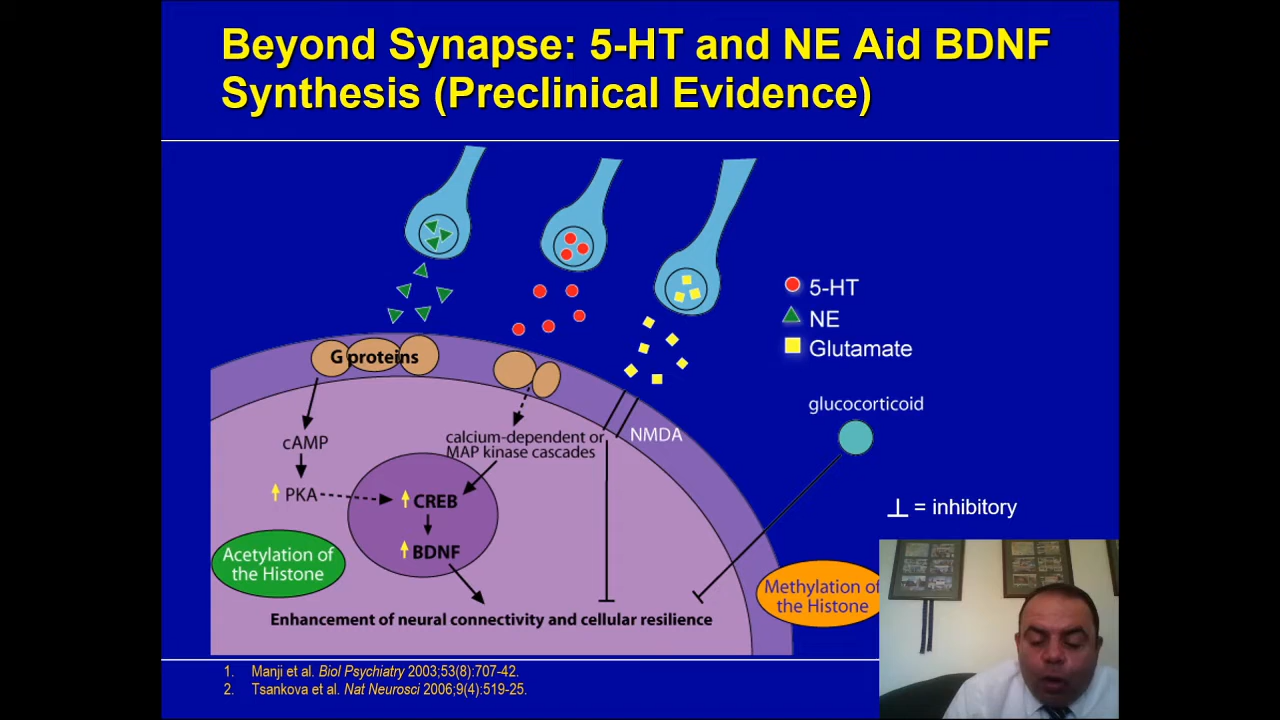 Beyond Synapse: 5-HT and NE Aid BDNF
Synthesis (Preclinical Evidence)
5-HT
NE
Glutamate
G proteins
glucocorticoid
NMDA
calcium-dependent or
MAP kinase cascades
cAMP
PKA
CREB
BDNF
= inhibitory
Acetylation of
the Histone
Methylation of
the Histone
Enhancement of neural connectivity and cellular resilience
1. Manji et al. Biol Psychiatry 2003;53(8):707-42.
2. Tsankova et al. Nat Neurosci 2006;9(4):519-25.